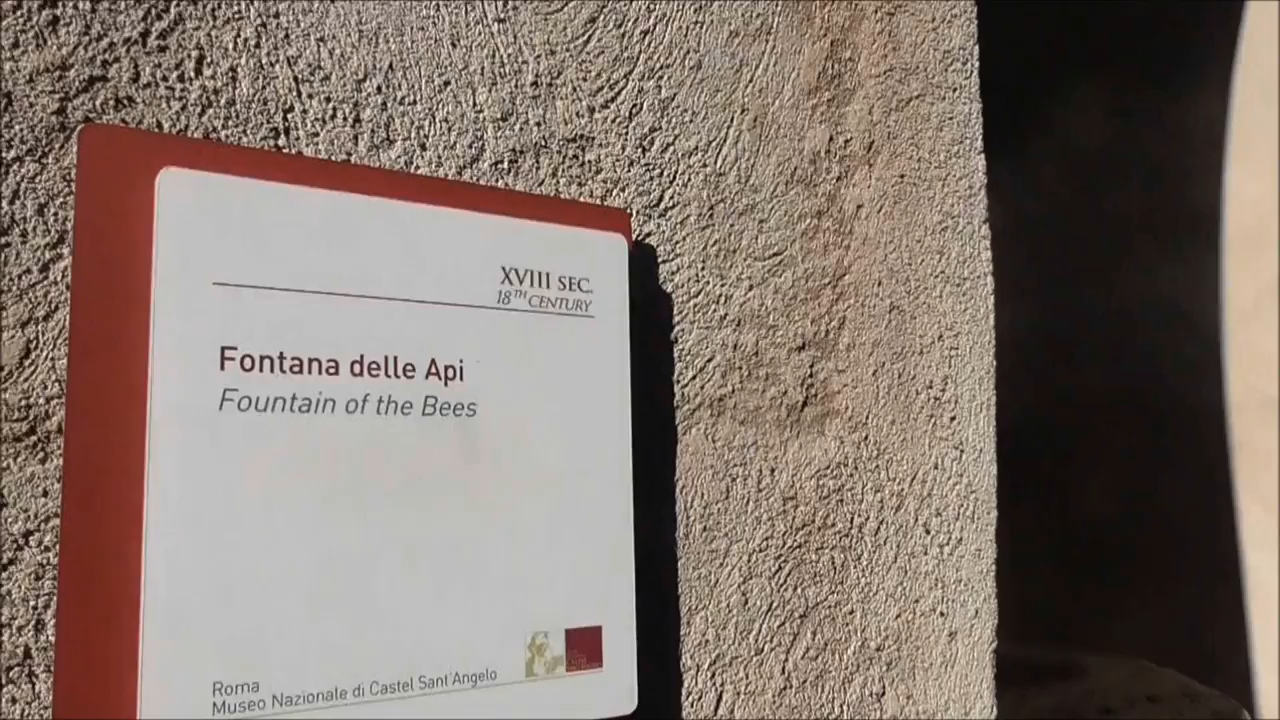 XVIII SEC.
18TH CENTURY
Fontana delle Api
Fountain of the Bees
Roma
Museo Nazionale di Castel Sant'Angelo